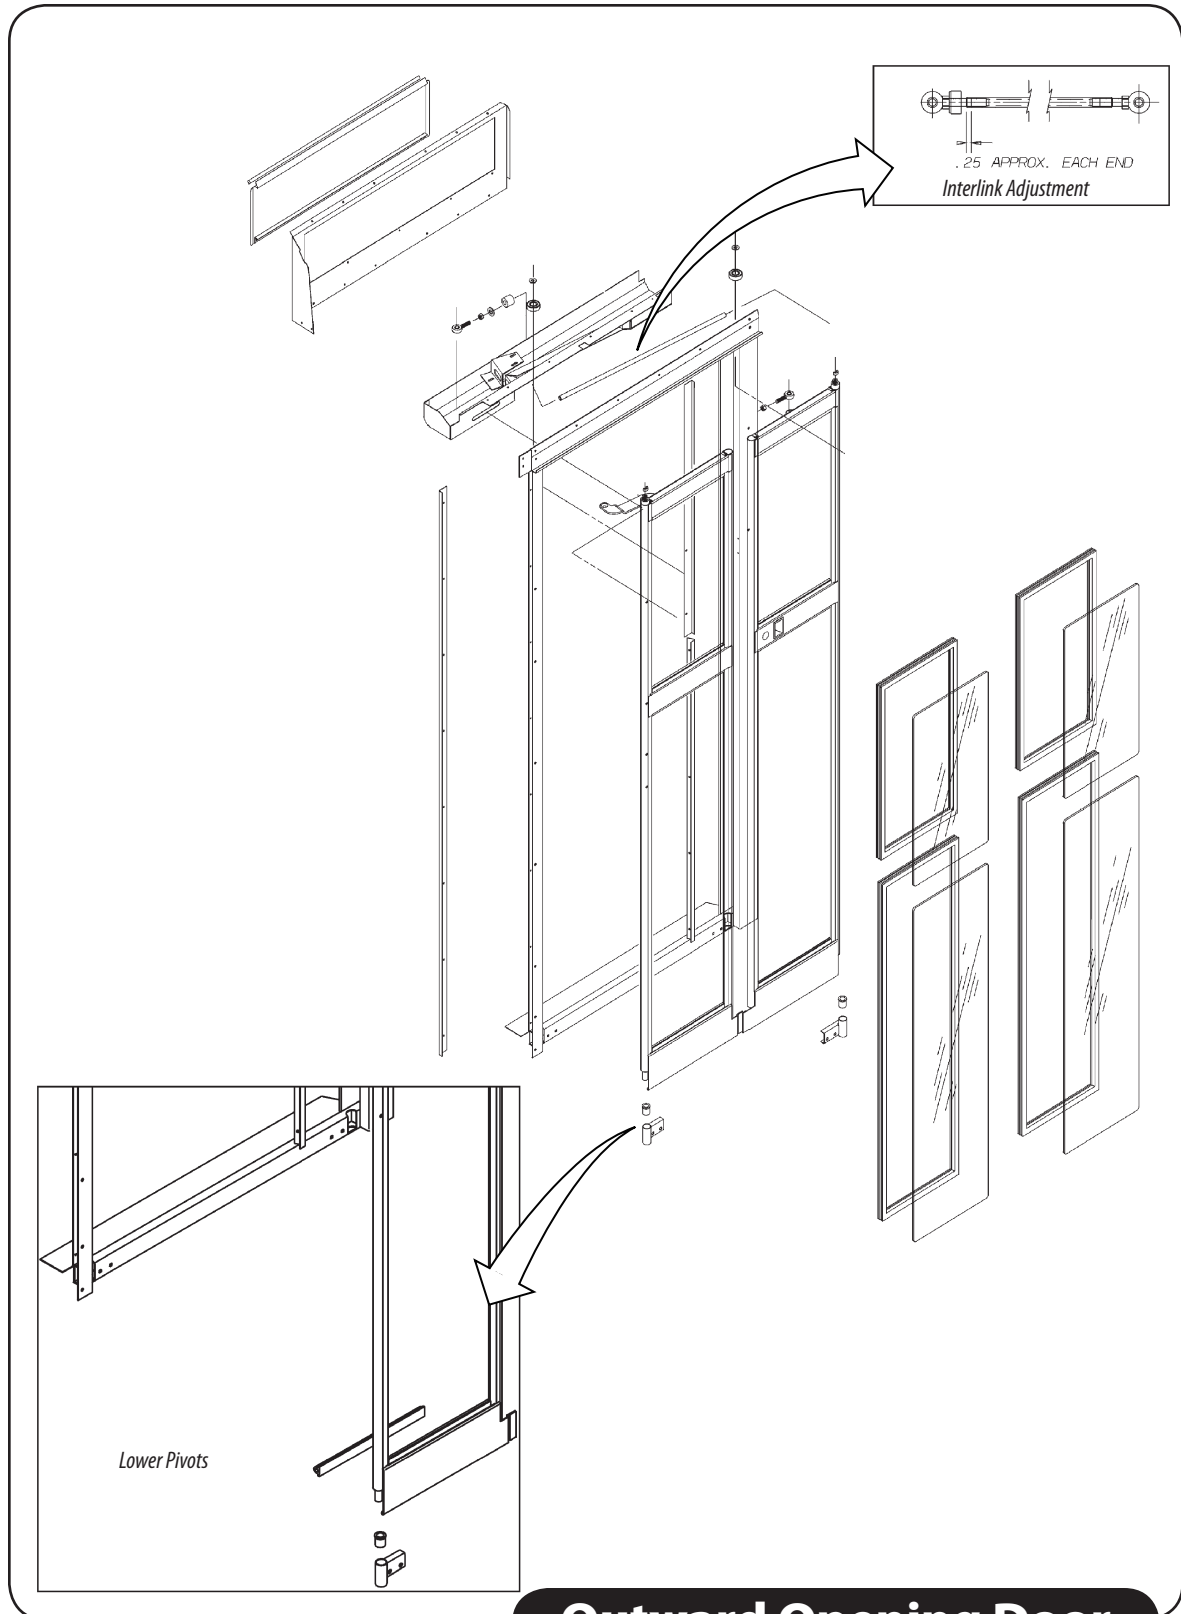 .25 APPROX. EACH END
Interlink Adjustment
Lower Pivots
Outward Opening Door